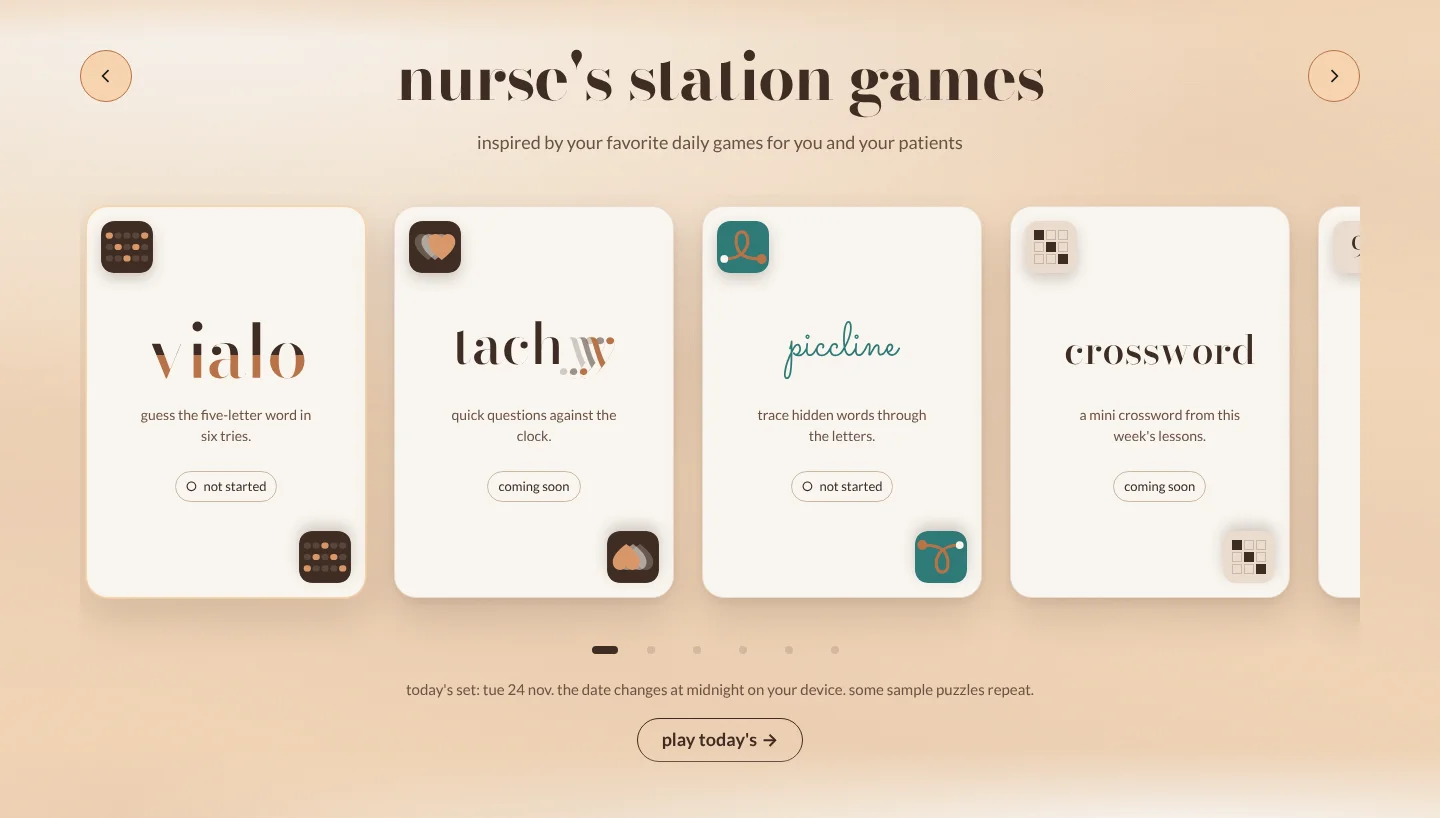 nurse's station games
inspired by your favorite daily games for you and your patients
vialo
guess the five-letter word in
six tries.
not started
tachy
quick questions against the
clock.
coming soon
piccline
trace hidden words through
the letters.
not started
crossword
a mini crossword from this
week's lessons.
coming soon
today's set: tue 24 nov. the date changes at midnight on your device. some sample puzzles repeat.
play today's →